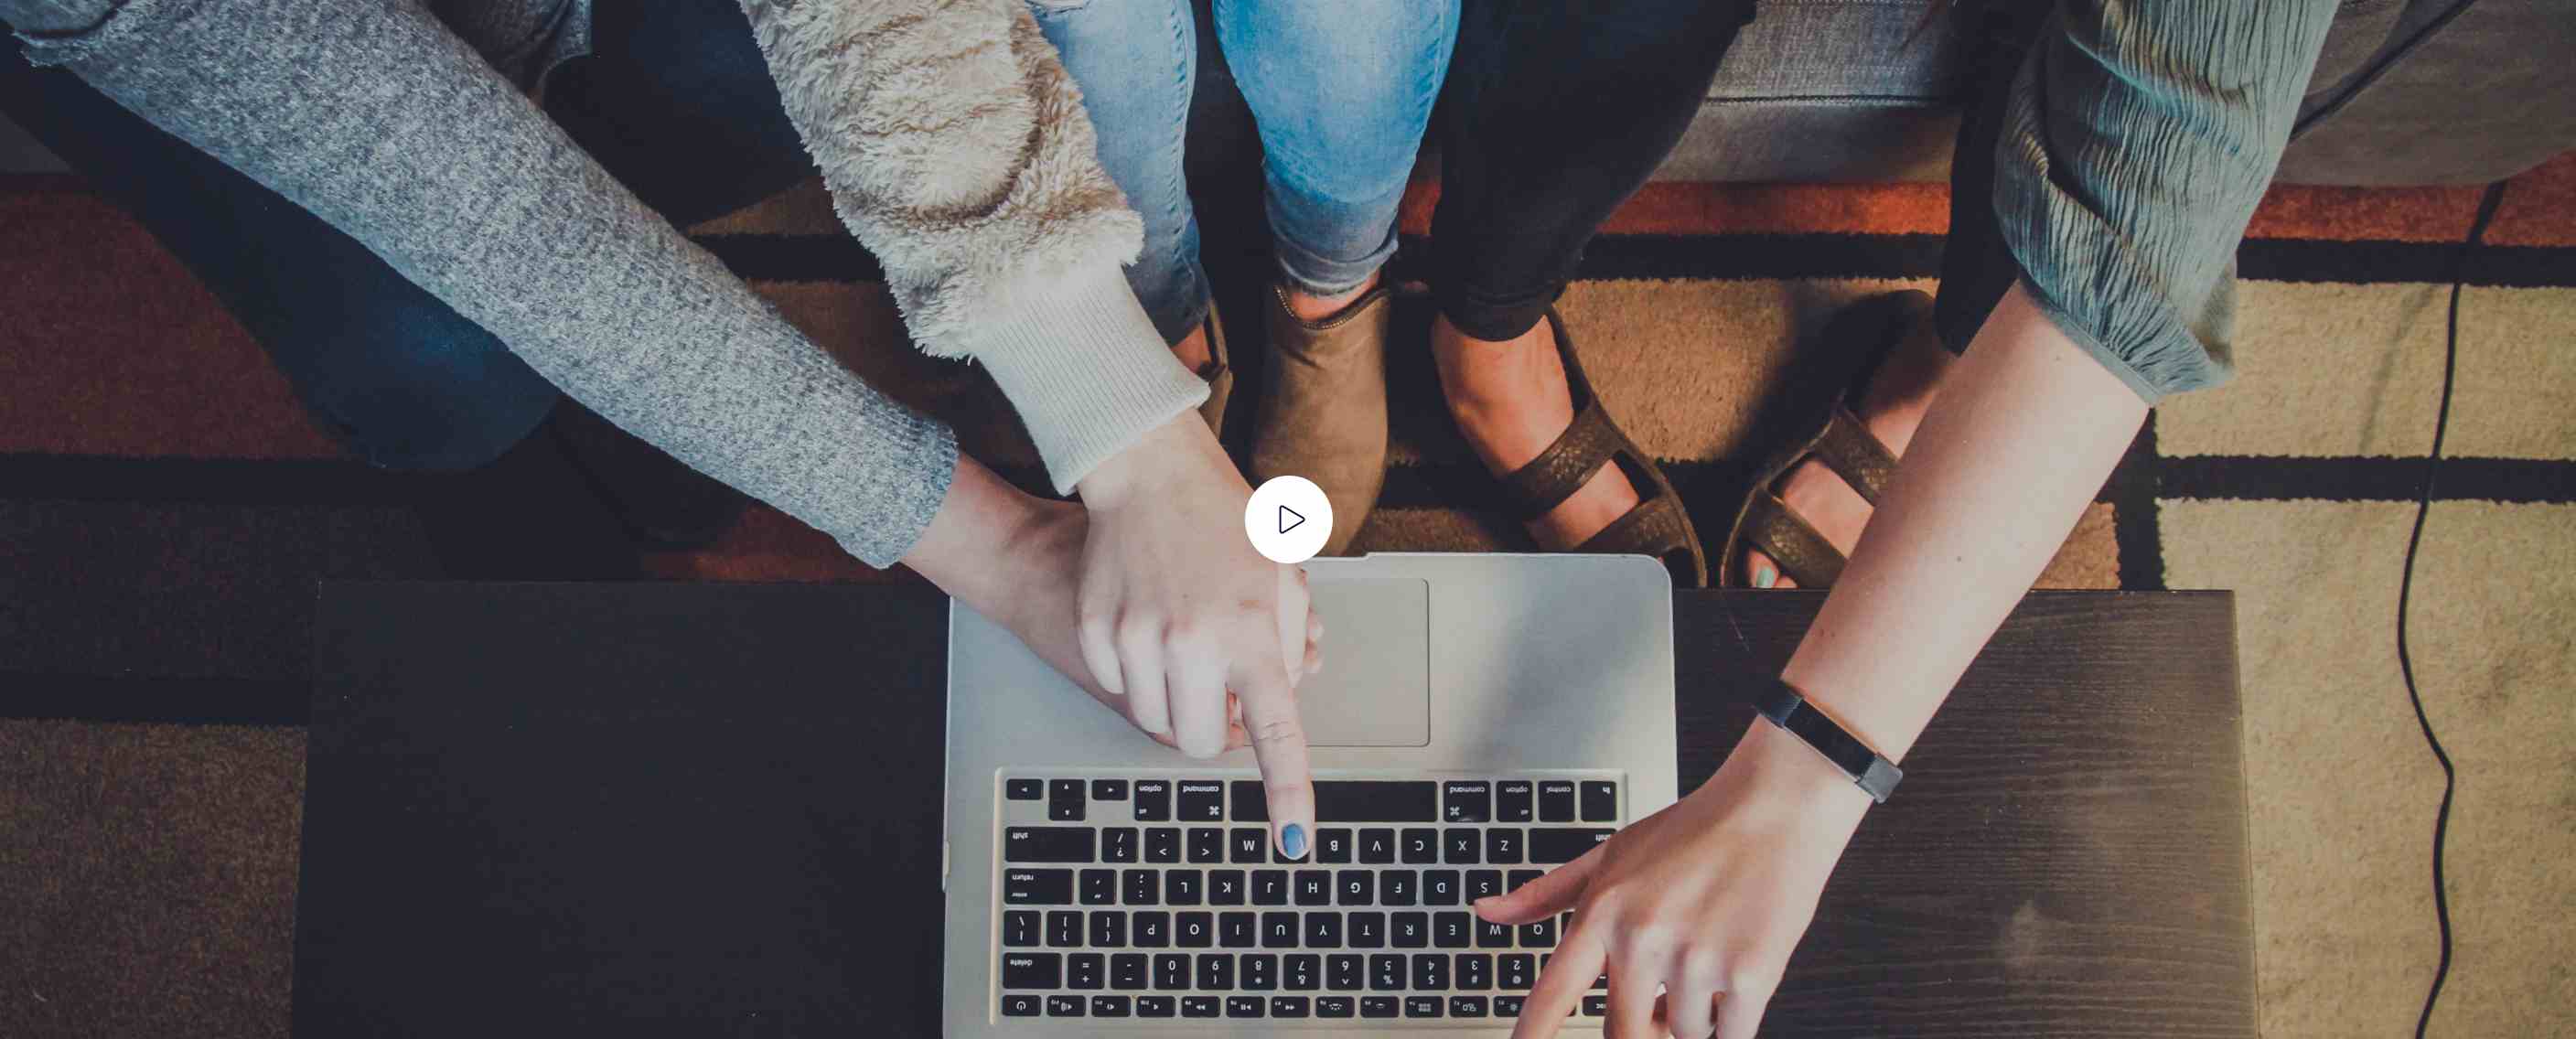 command option command option control fn
shift ? / > . < , M B V C X Z shift
return enter " ' : ; L K J H G F D S
| \ } ] { [ P O I U Y T R E W Q
delete + = _ - ) 0 ( 9 * 8 & 7 ^ 6 % 5 $ 4 # 3 @ 2
esc